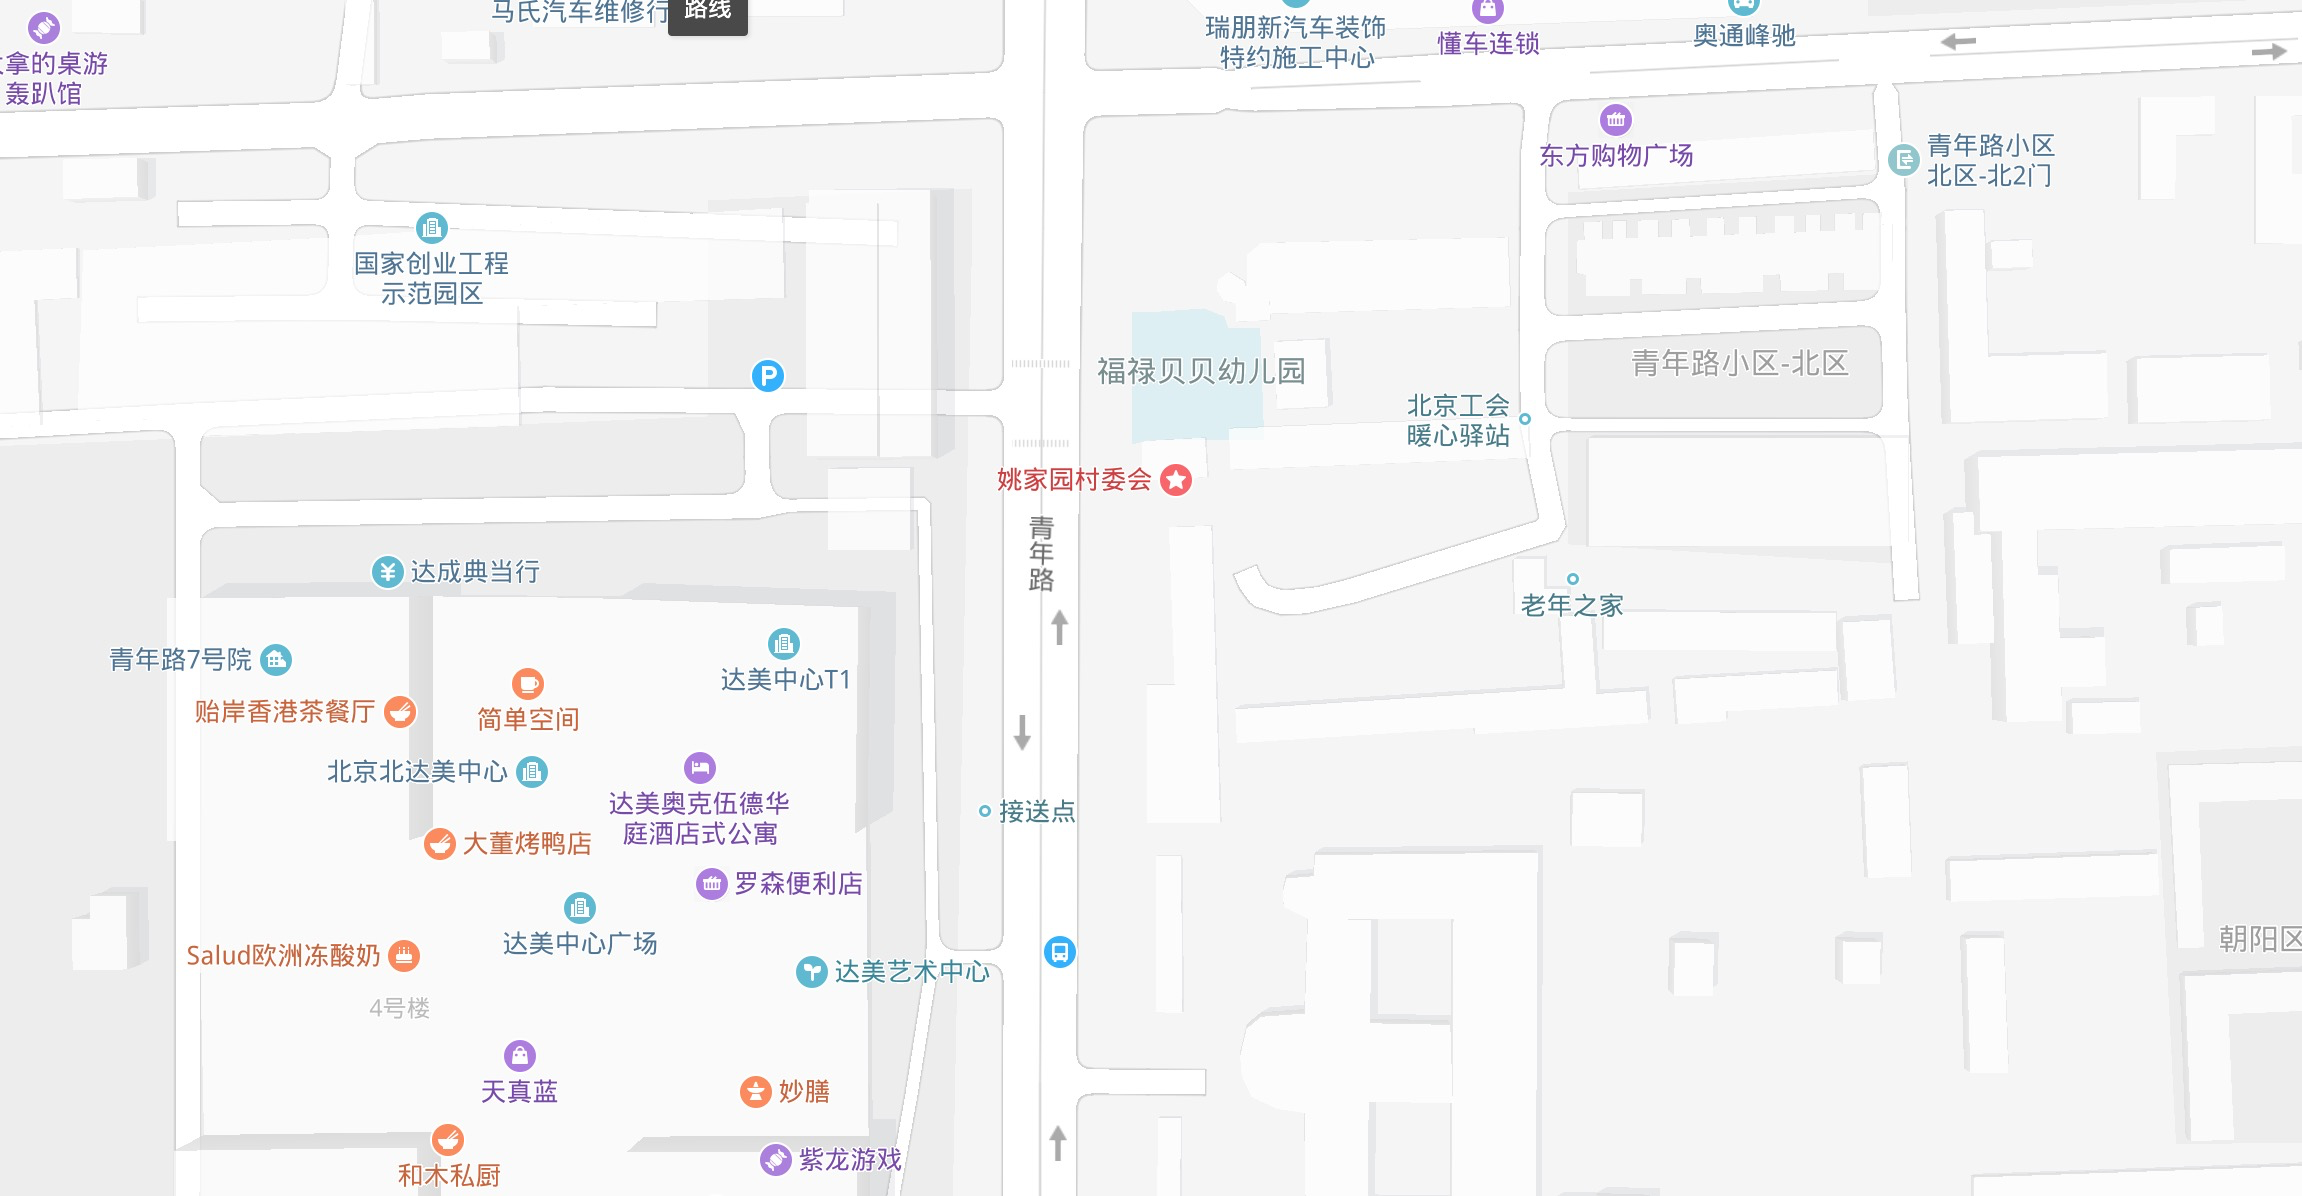 马氏汽车维修行
路线
瑞朋新汽车装饰
特约施工中心
懂车连锁
奥通峰驰
拿的桌游
轰趴馆
东方购物广场
青年路小区
北区-北2门
国家创业工程
示范园区
P
福禄贝贝幼儿园
青年路小区-北区
北京工会
暖心驿站
姚家园村委会
青年路
达成典当行
老年之家
青年路7号院
达美中心T1
贻岸香港茶餐厅
简单空间
北京北达美中心
达美奥克伍德华
庭酒店式公寓
接送点
大董烤鸭店
罗森便利店
达美中心广场
朝阳区
Salud欧洲冻酸奶
达美艺术中心
4号楼
天真蓝
妙膳
紫龙游戏
和木私厨